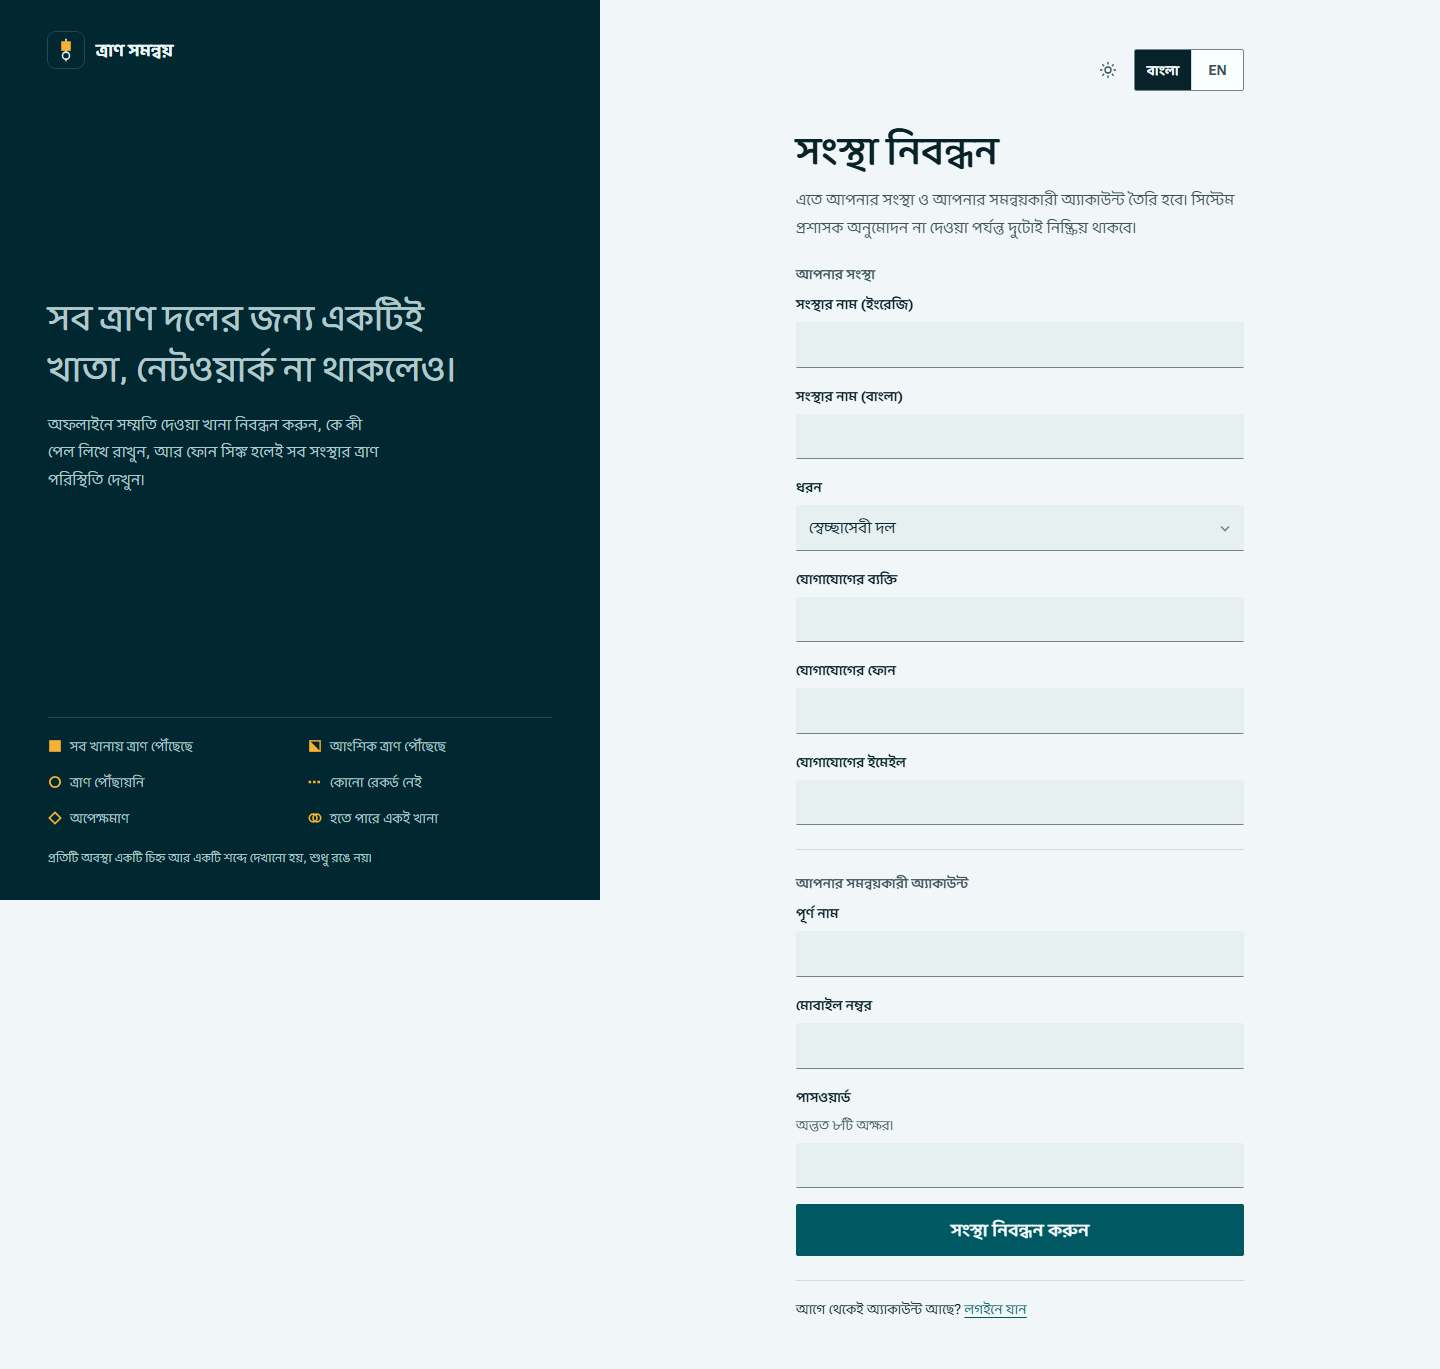 ত্রাণ সমন্বয়
সব ত্রাণ দলের জন্য একটিই
খাতা, নেটওয়ার্ক না থাকলেও।
অফলাইনে সম্মতি দেওয়া খানা নিবন্ধন করুন, কে কী
পেল লিখে রাখুন, আর ফোন সিঙ্ক হলেই সব সংস্থার ত্রাণ
পরিস্থিতি দেখুন।
সব খানায় ত্রাণ পৌঁছেছে
আংশিক ত্রাণ পৌঁছেছে
ত্রাণ পৌঁছায়নি
কোনো রেকর্ড নেই
অপেক্ষমাণ
হতে পারে একই খানা
প্রতিটি অবস্থা একটি চিহ্ন আর একটি শব্দে দেখানো হয়, শুধু রঙে নয়।
বাংলা
EN
সংস্থা নিবন্ধন
এতে আপনার সংস্থা ও আপনার সমন্বয়কারী অ্যাকাউন্ট তৈরি হবে। সিস্টেম
প্রশাসক অনুমোদন না দেওয়া পর্যন্ত দুটোই নিষ্ক্রিয় থাকবে।
আপনার সংস্থা
সংস্থার নাম (ইংরেজি)
সংস্থার নাম (বাংলা)
ধরন
স্বেচ্ছাসেবী দল
যোগাযোগের ব্যক্তি
যোগাযোগের ফোন
যোগাযোগের ইমেইল
আপনার সমন্বয়কারী অ্যাকাউন্ট
পূর্ণ নাম
মোবাইল নম্বর
পাসওয়ার্ড
অন্তত ৮টি অক্ষর।
সংস্থা নিবন্ধন করুন
আগে থেকেই অ্যাকাউন্ট আছে? লগইনে যান